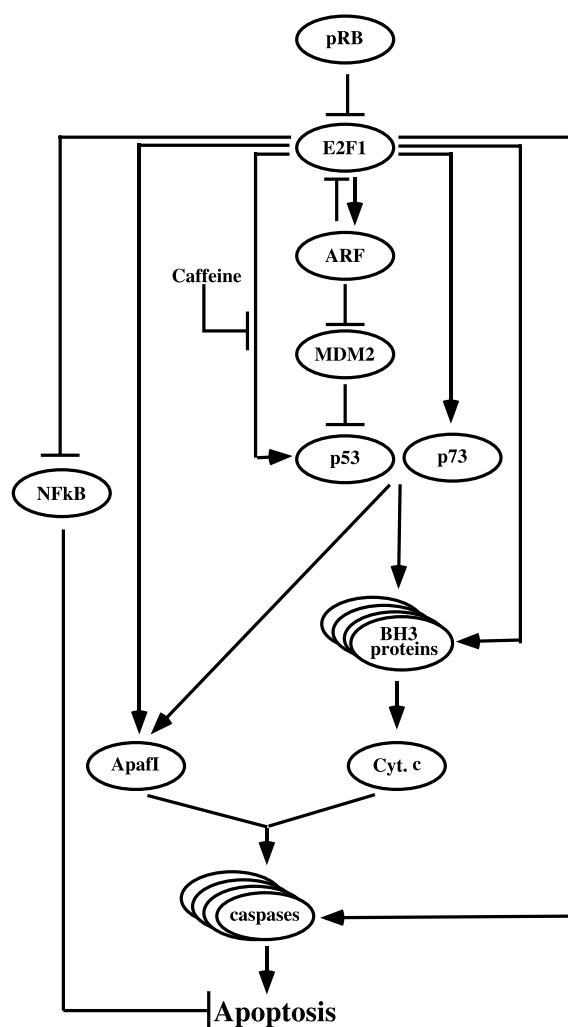 pRB
E2F1
ARF
Caffeine
MDM2
p53
p73
NFkB
BH3
proteins
ApafI
Cyt. c
caspases
Apoptosis